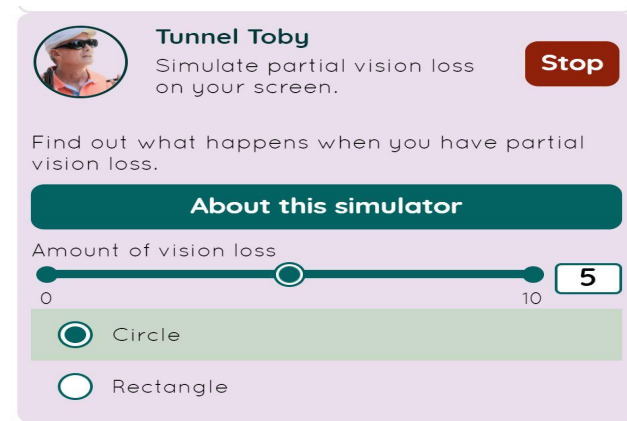 Tunnel Toby
Simulate partial vision loss
on your screen.
Stop
Find out what happens when you have partial
vision loss.
About this simulator
Amount of vision loss
5
0
10
Circle
Rectangle